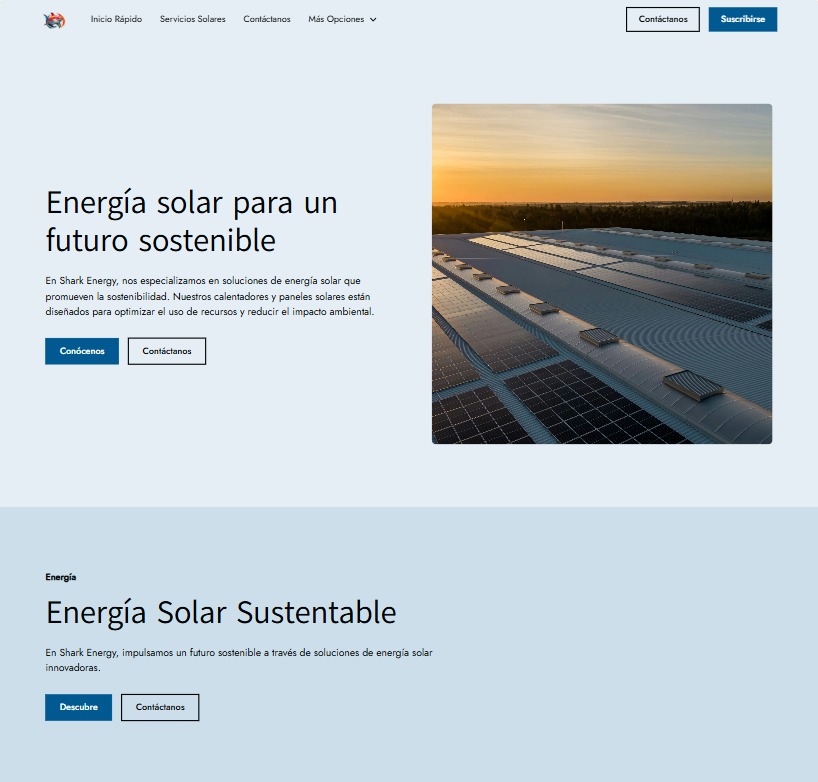 Inicio Rápido
Servicios Solares
Contáctanos
Más Opciones
Contáctanos
Suscribirse
Energía solar para un
futuro sostenible
En Shark Energy, nos especializamos en soluciones de energía solar que
promueven la sostenibilidad. Nuestros calentadores y paneles solares están
diseñados para optimizar el uso de recursos y reducir el impacto ambiental.
Conócenos
Contáctanos
Energía
Energía Solar Sustentable
En Shark Energy, impulsamos un futuro sostenible a través de soluciones de energía solar
innovadoras.
Descubre
Contáctanos